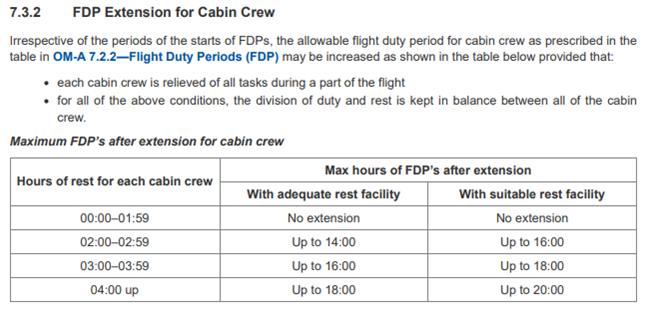 7.3.2 FDP Extension for Cabin Crew
Irrespective of the periods of the starts of FDPs, the allowable flight duty period for cabin crew as prescribed in the
table in OM-A 7.2.2—Flight Duty Periods (FDP) may be increased as shown in the table below provided that:
• each cabin crew is relieved of all tasks during a part of the flight
• for all of the above conditions, the division of duty and rest is kept in balance between all of the cabin
crew.
Maximum FDP's after extension for cabin crew
Hours of rest for each cabin crew
Max hours of FDP's after extension
With adequate rest facility With suitable rest facility
00:00–01:59 No extension No extension
02:00–02:59 Up to 14:00 Up to 16:00
03:00–03:59 Up to 16:00 Up to 18:00
04:00 up Up to 18:00 Up to 20:00